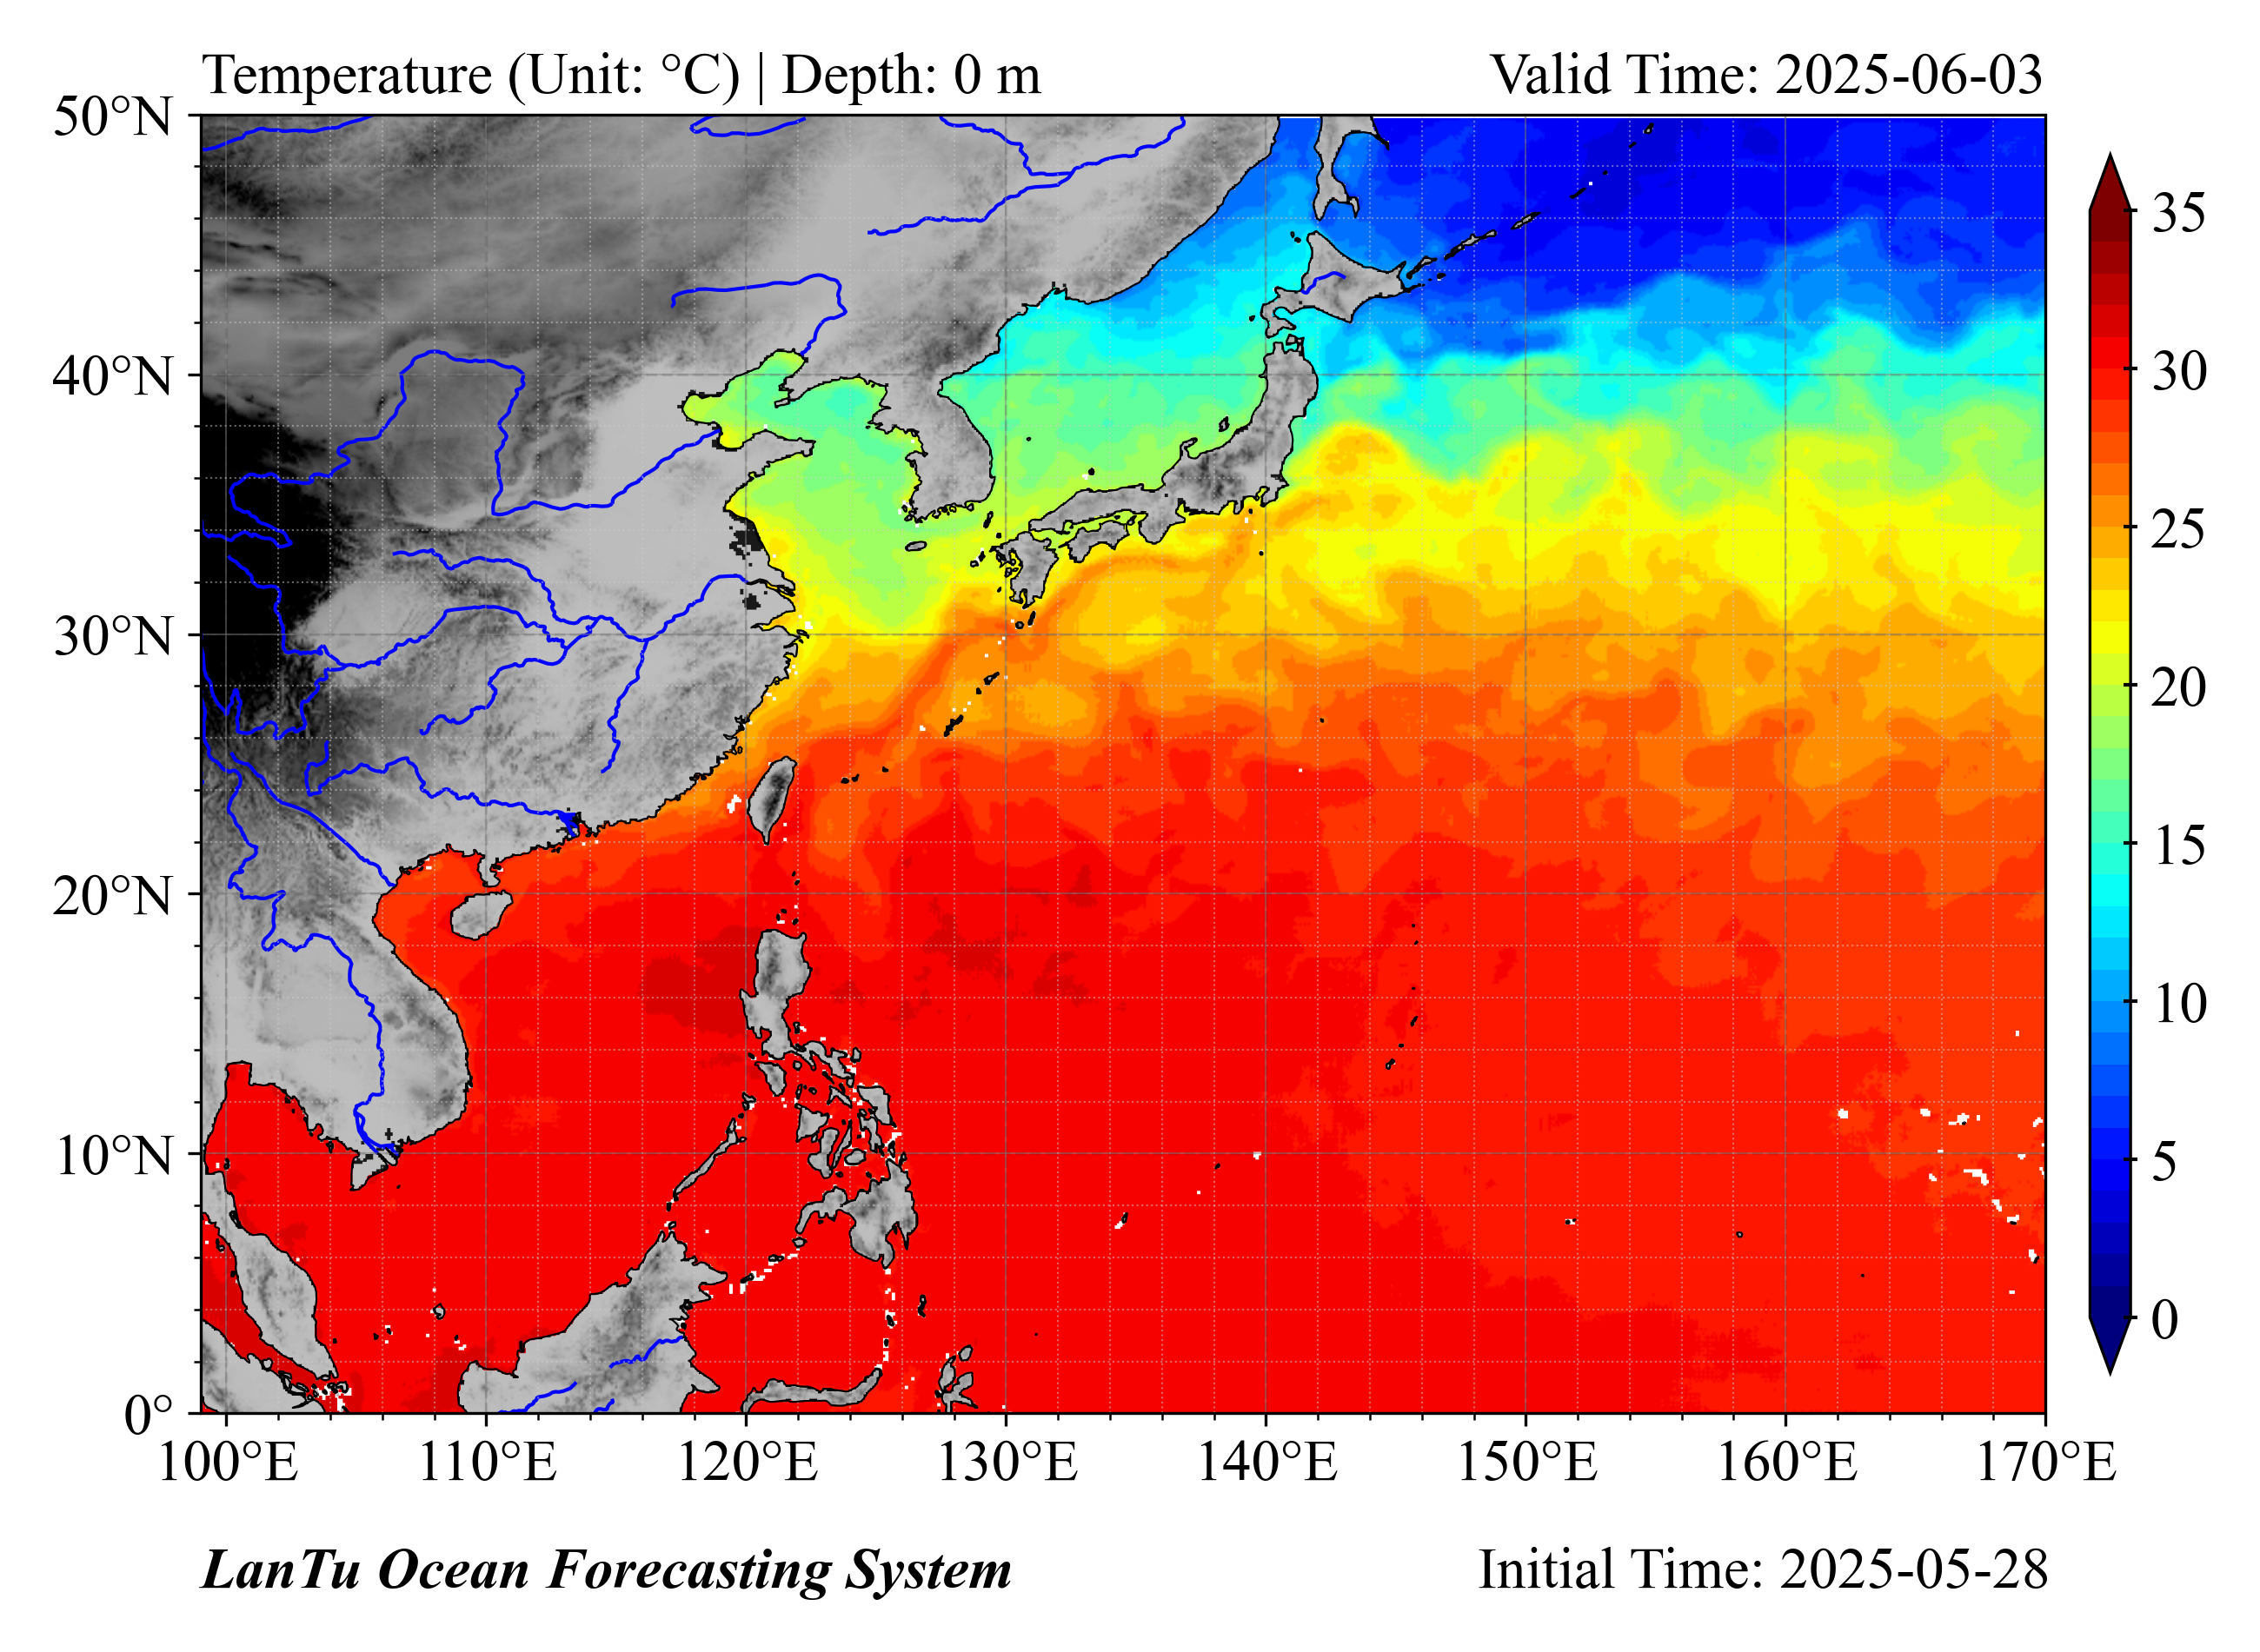 Temperature (Unit: °C) | Depth: 0 m
Valid Time: 2025-06-03
50°N
40°N
30°N
20°N
10°N
0°
100°E
110°E
120°E
130°E
140°E
150°E
160°E
170°E
35
30
25
20
15
10
5
0
LanTu Ocean Forecasting System
Initial Time: 2025-05-28